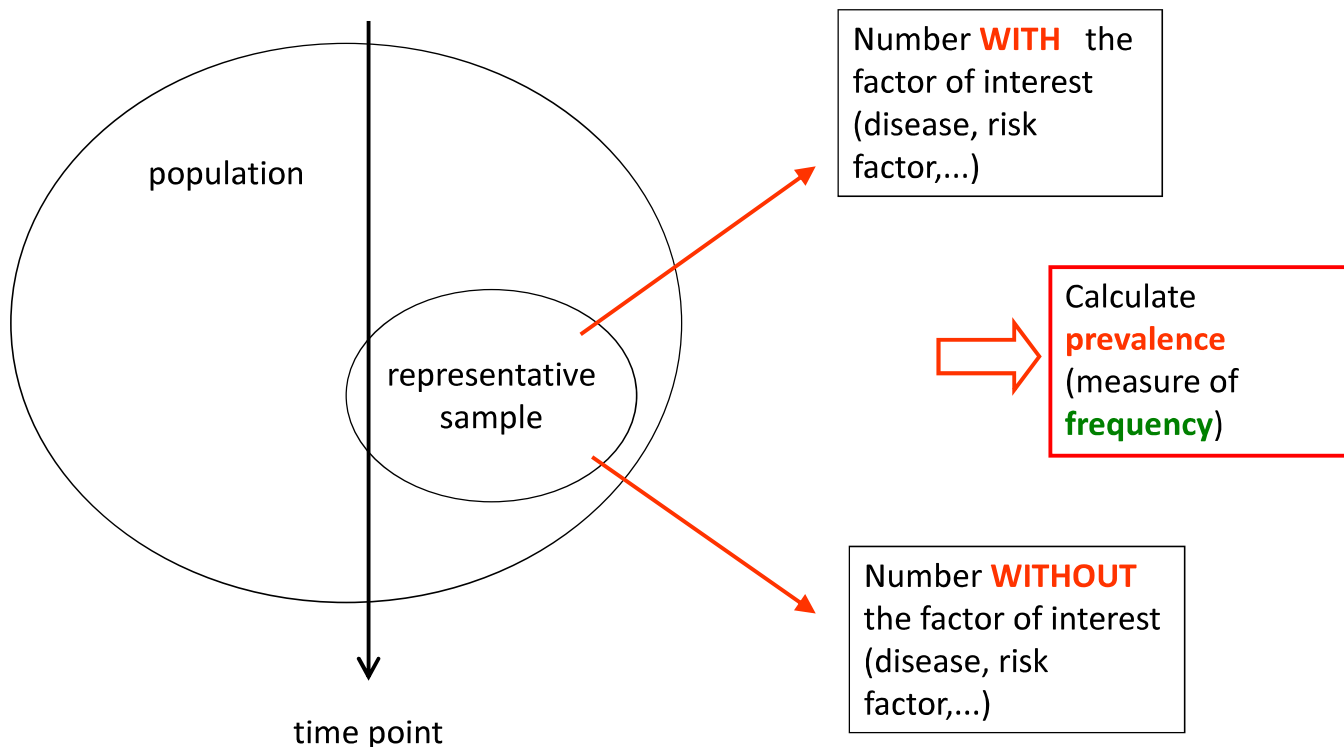 Number WITH the
factor of interest
(disease, risk
factor,...)
population
Calculate
prevalence
(measure of
frequency)
representative
sample
Number WITHOUT
the factor of interest
(disease, risk
factor,...)
time point